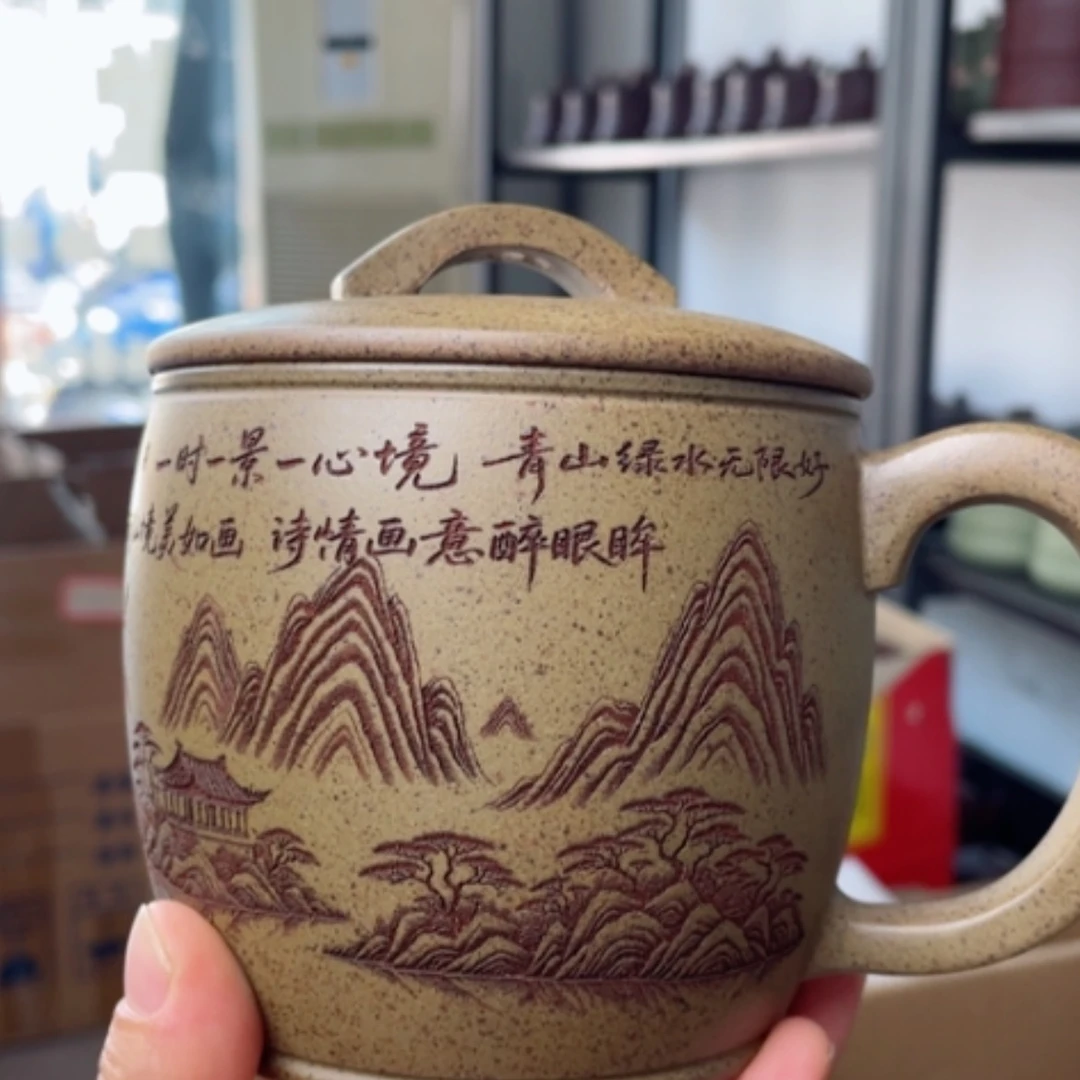 一时一景一心境 青山绿水无限好
境美如画 诗情画意醉眼眸